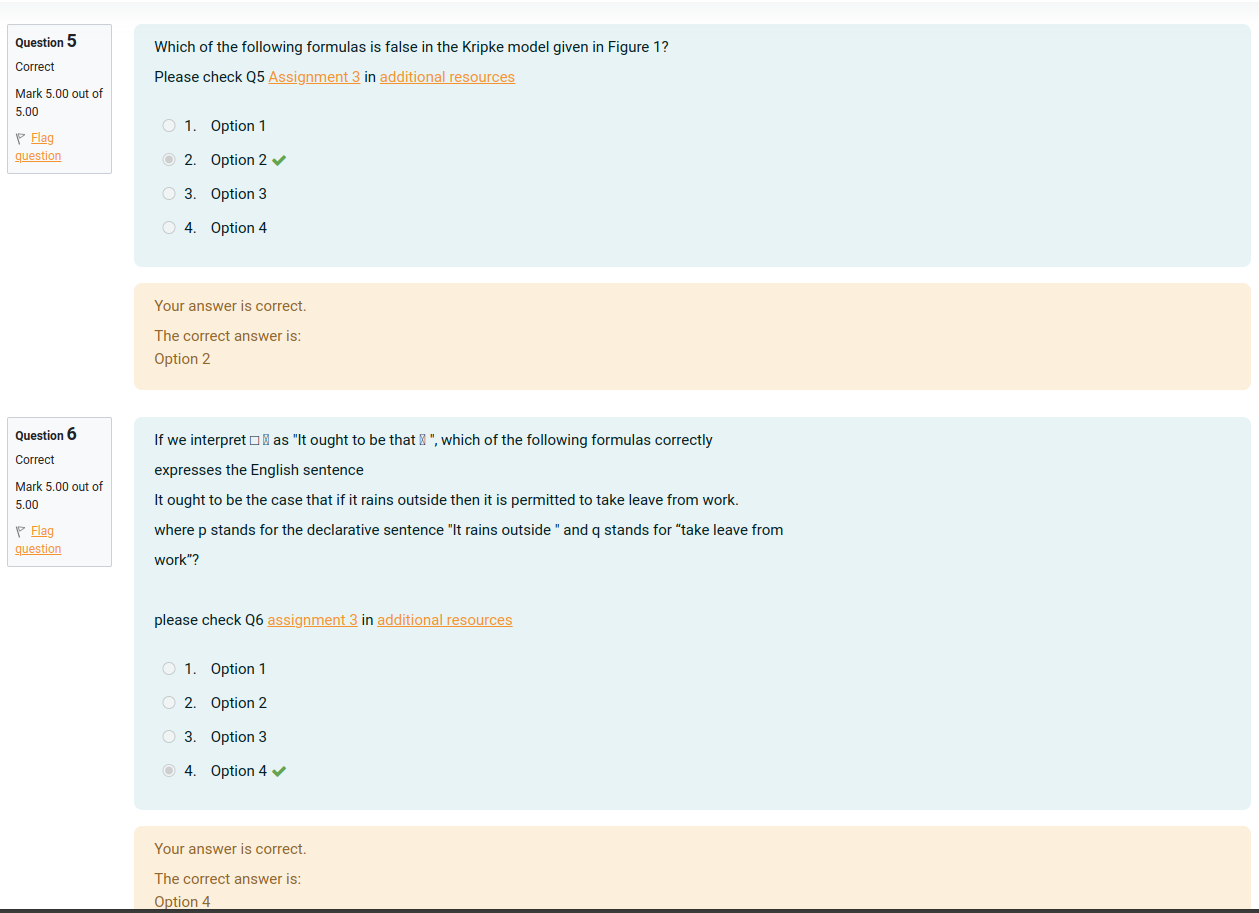 Question 5
Correct
Mark 5.00 out of
5.00
Flag
question
Which of the following formulas is false in the Kripke model given in Figure 1?
Please check Q5 Assignment 3 in additional resources
1. Option 1
2. Option 2
3. Option 3
4. Option 4
Your answer is correct.
The correct answer is:
Option 2
Question 6
Correct
Mark 5.00 out of
5.00
Flag
question
If we interpret □ as "It ought to be that ", which of the following formulas correctly
expresses the English sentence
It ought to be the case that if it rains outside then it is permitted to take leave from work.
where p stands for the declarative sentence "It rains outside " and q stands for “take leave from
work”?
please check Q6 assignment 3 in additional resources
1. Option 1
2. Option 2
3. Option 3
4. Option 4
Your answer is correct.
The correct answer is:
Option 4